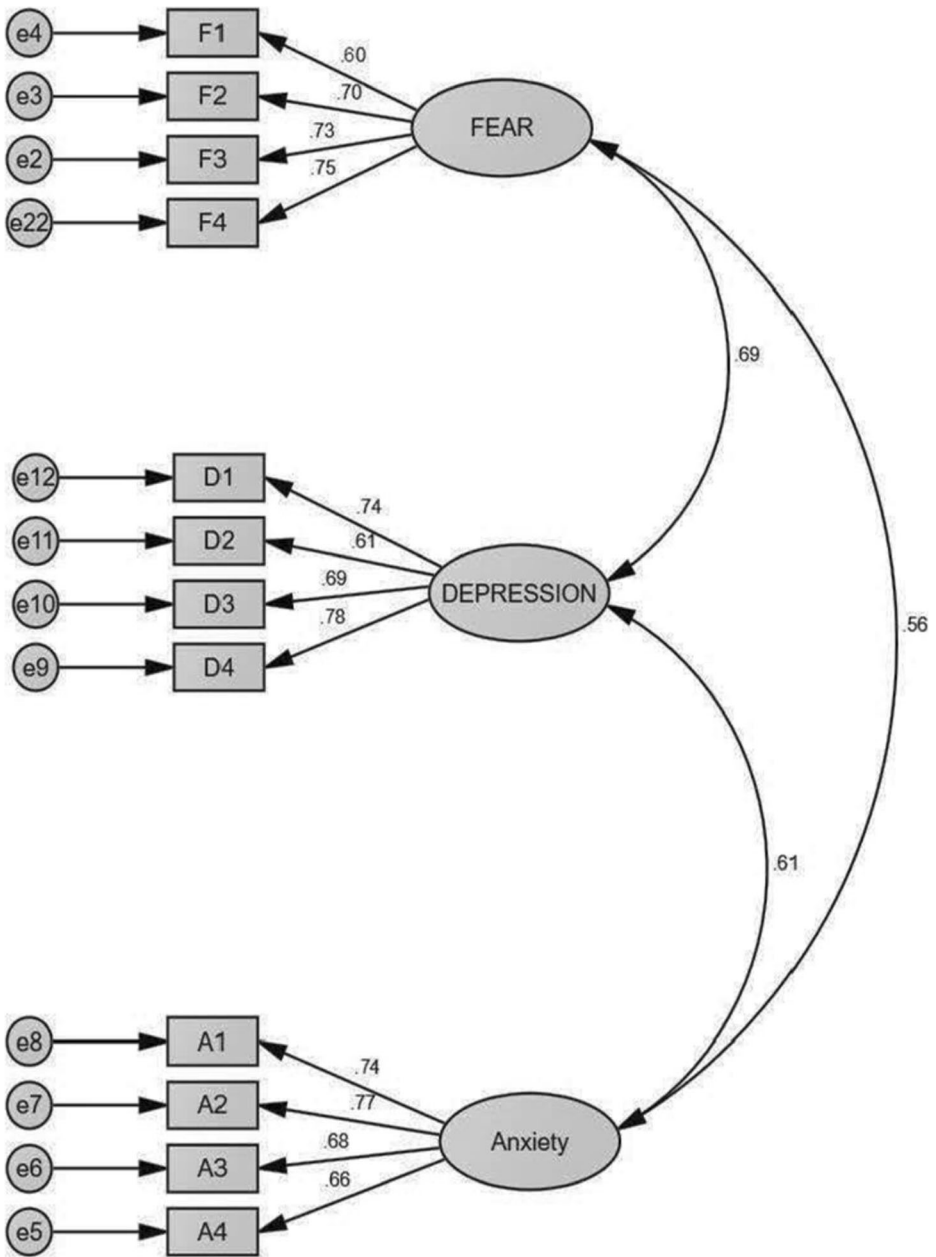 e4 F1 .60
e3 F2 .70 FEAR
e2 F3 .73
e22 F4 .75
.69
e12 D1 .74
e11 D2 .61
e10 D3 .69 DEPRESSION
e9 D4 .78
.56
.61
e8 A1 .74
e7 A2 .77
e6 A3 .68 Anxiety
e5 A4 .66